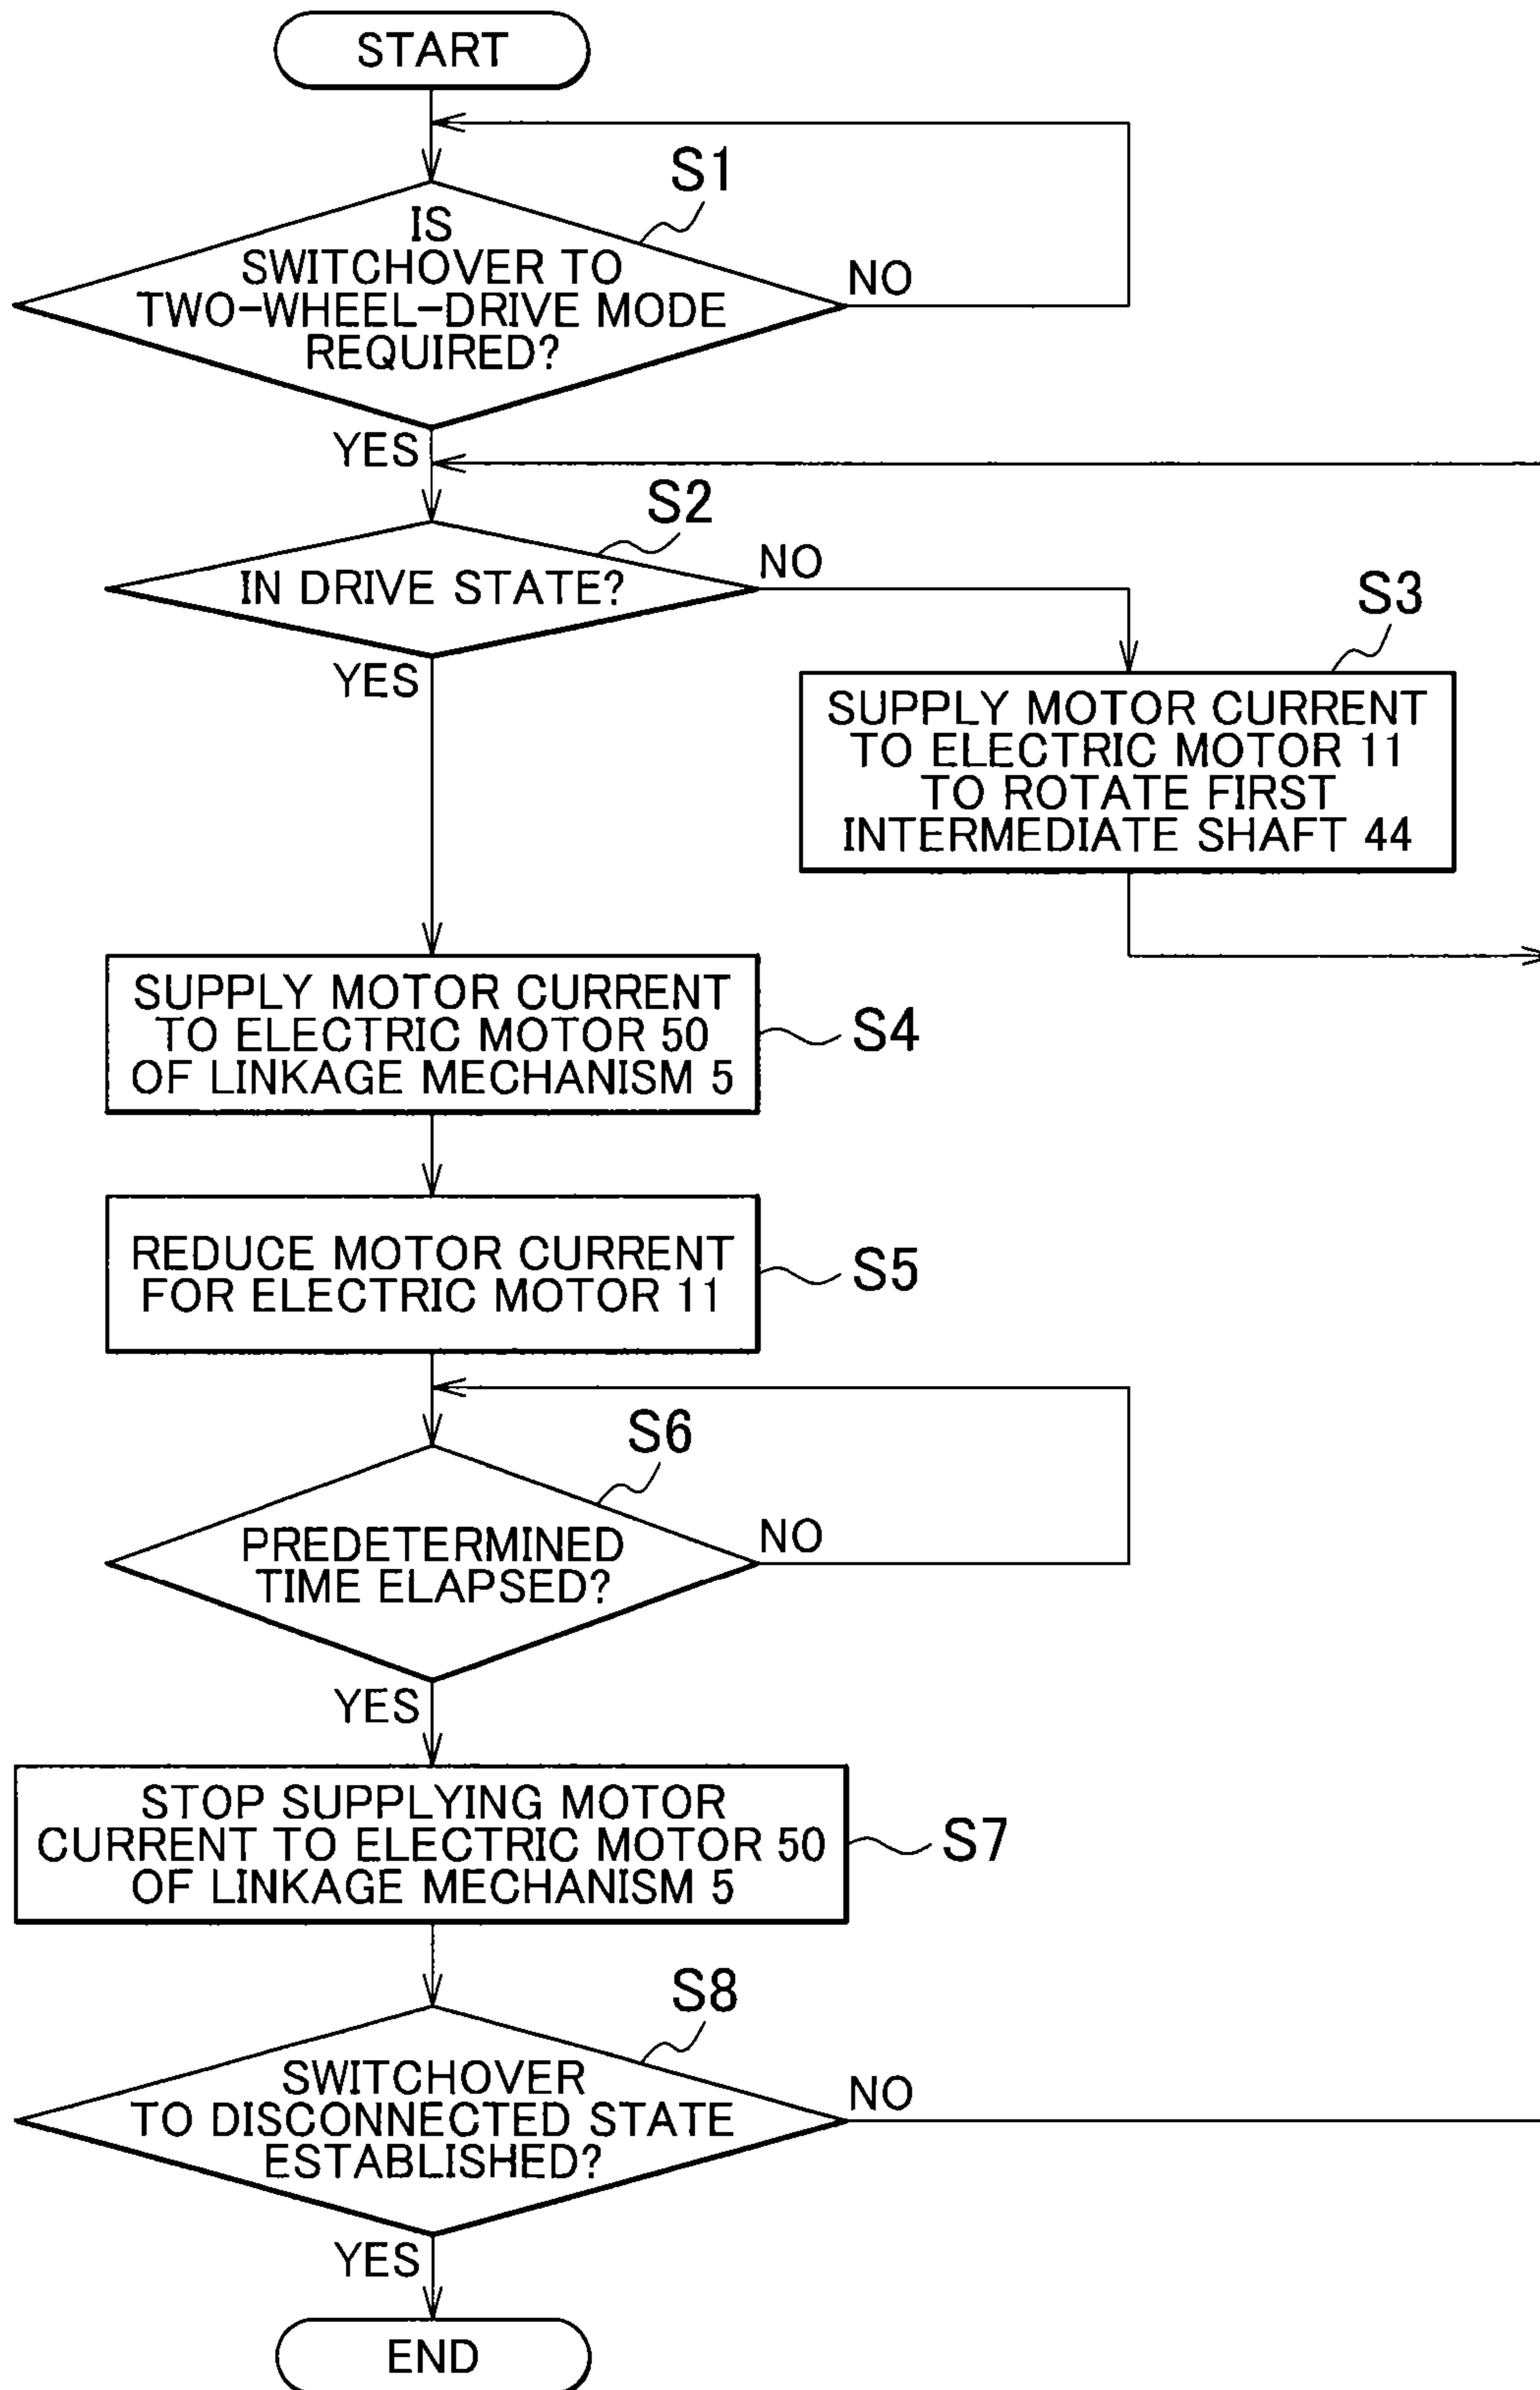 START
S1
IS
SWITCHOVER TO
TWO-WHEEL-DRIVE MODE
REQUIRED?
NO
YES
S2
IN DRIVE STATE?
NO
YES
S3
SUPPLY MOTOR CURRENT
TO ELECTRIC MOTOR 11
TO ROTATE FIRST
INTERMEDIATE SHAFT 44
SUPPLY MOTOR CURRENT
TO ELECTRIC MOTOR 50
OF LINKAGE MECHANISM 5
S4
REDUCE MOTOR CURRENT
FOR ELECTRIC MOTOR 11
S5
S6
PREDETERMINED
TIME ELAPSED?
NO
YES
STOP SUPPLYING MOTOR
CURRENT TO ELECTRIC MOTOR 50
OF LINKAGE MECHANISM 5
S7
S8
SWITCHOVER
TO DISCONNECTED STATE
ESTABLISHED?
NO
YES
END